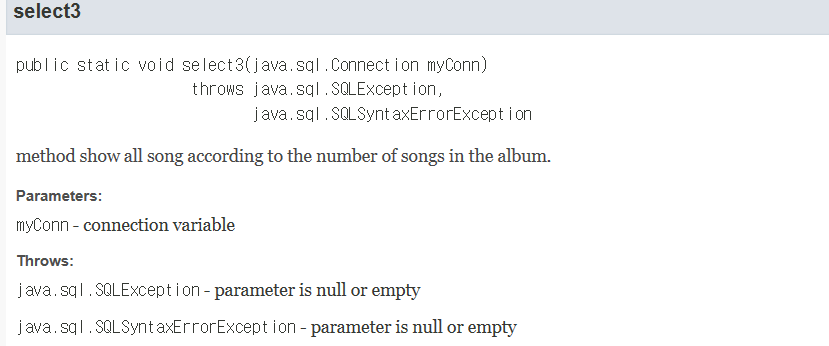 select3
public static void select3(java.sql.Connection myConn)
throws java.sql.SQLException,
java.sql.SQLSyntaxErrorException
method show all song according to the number of songs in the album.
Parameters:
myConn - connection variable
Throws:
java.sql.SQLException - parameter is null or empty
java.sql.SQLSyntaxErrorException - parameter is null or empty